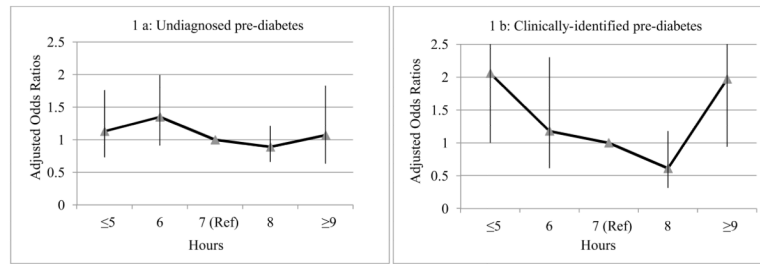 1 a: Undiagnosed pre-diabetes
Adjusted Odds Ratios
2.5
2
1.5
1
0.5
0
≤5 6 7 (Ref) 8 ≥9
Hours
1 b: Clinically-identified pre-diabetes
Adjusted Odds Ratios
2.5
2
1.5
1
0.5
0
≤5 6 7 (Ref) 8 ≥9
Hours